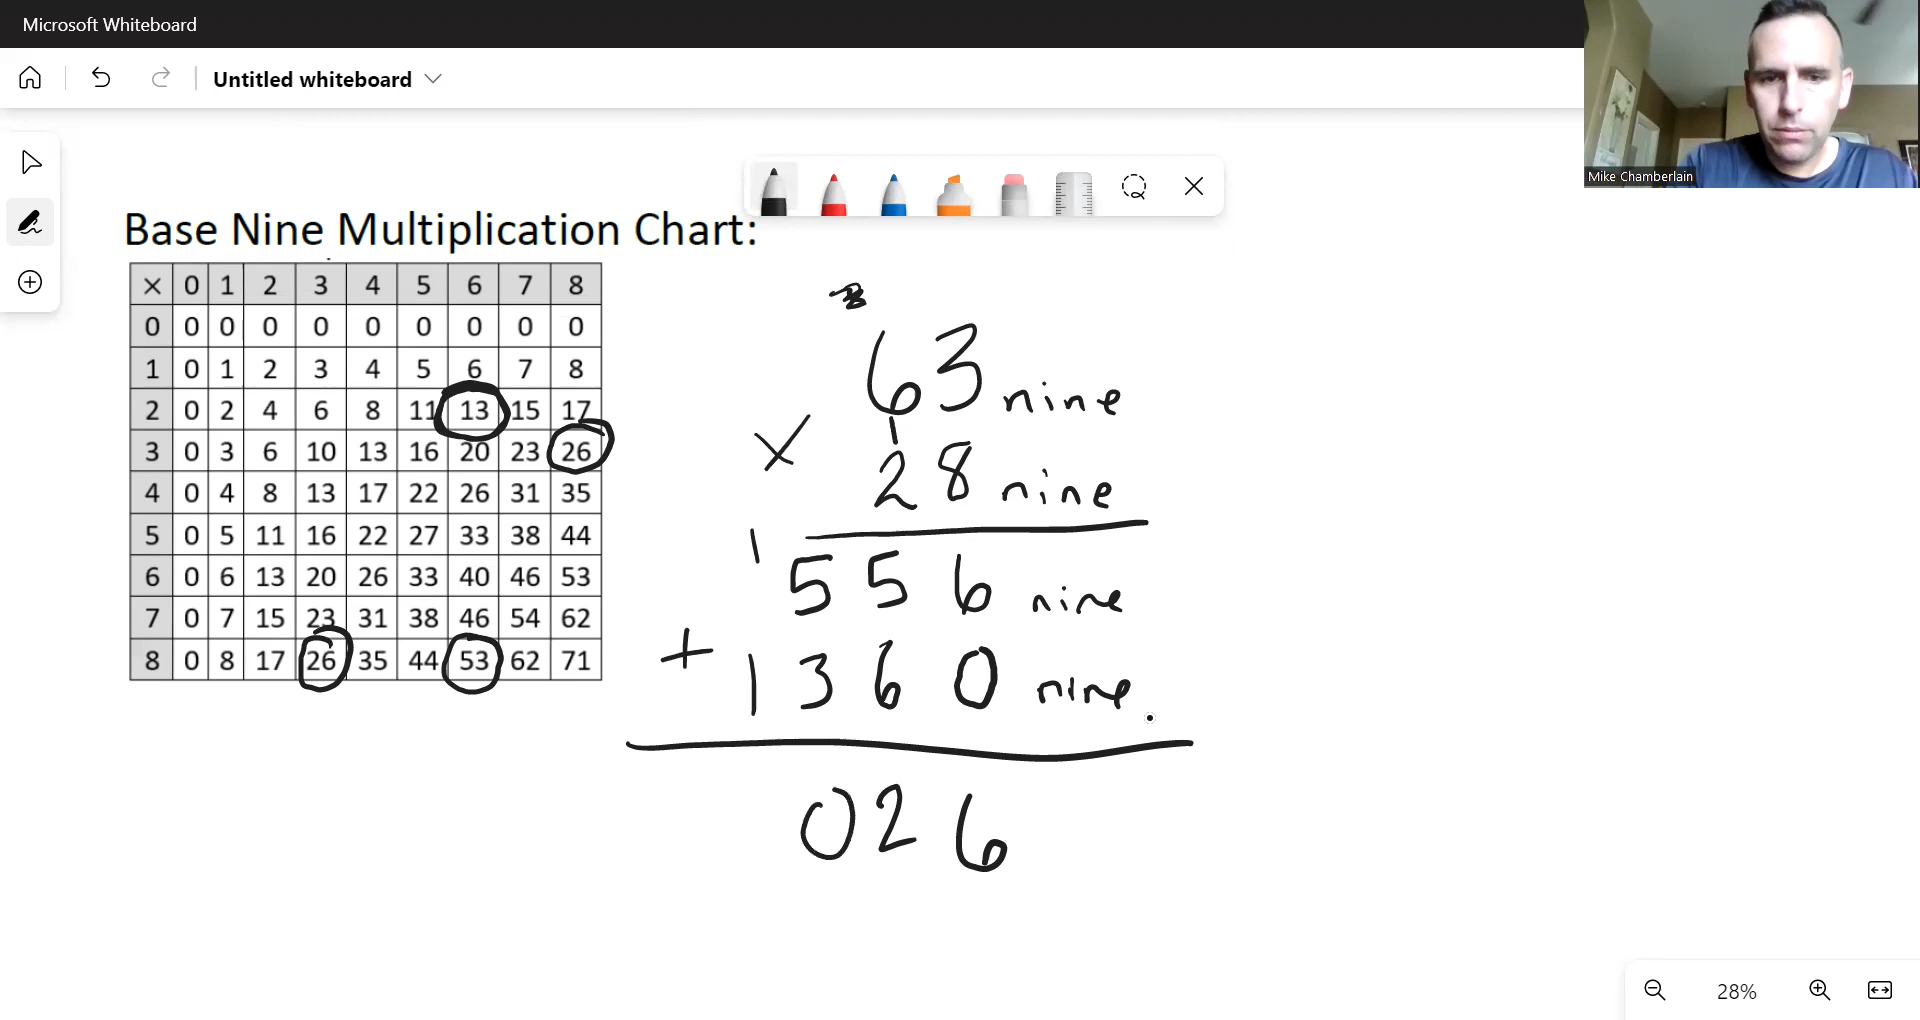 Microsoft Whiteboard
Untitled whiteboard
Mike Chamberlain
Base Nine Multiplication Chart:
× 0 1 2 3 4 5 6 7 8
0 0 0 0 0 0 0 0 0 0
1 0 1 2 3 4 5 6 7 8
2 0 2 4 6 8 11 13 15 17
3 0 3 6 10 13 16 20 23 26
4 0 4 8 13 17 22 26 31 35
5 0 5 11 16 22 27 33 38 44
6 0 6 13 20 26 33 40 46 53
7 0 7 15 23 31 38 46 54 62
8 0 8 17 26 35 44 53 62 71
63 nine
1
× 28 nine
1
556 nine
+ 1360 nine
026
28%